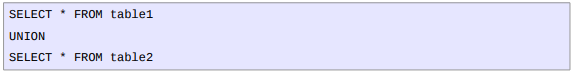 SELECT * FROM table1
UNION
SELECT * FROM table2